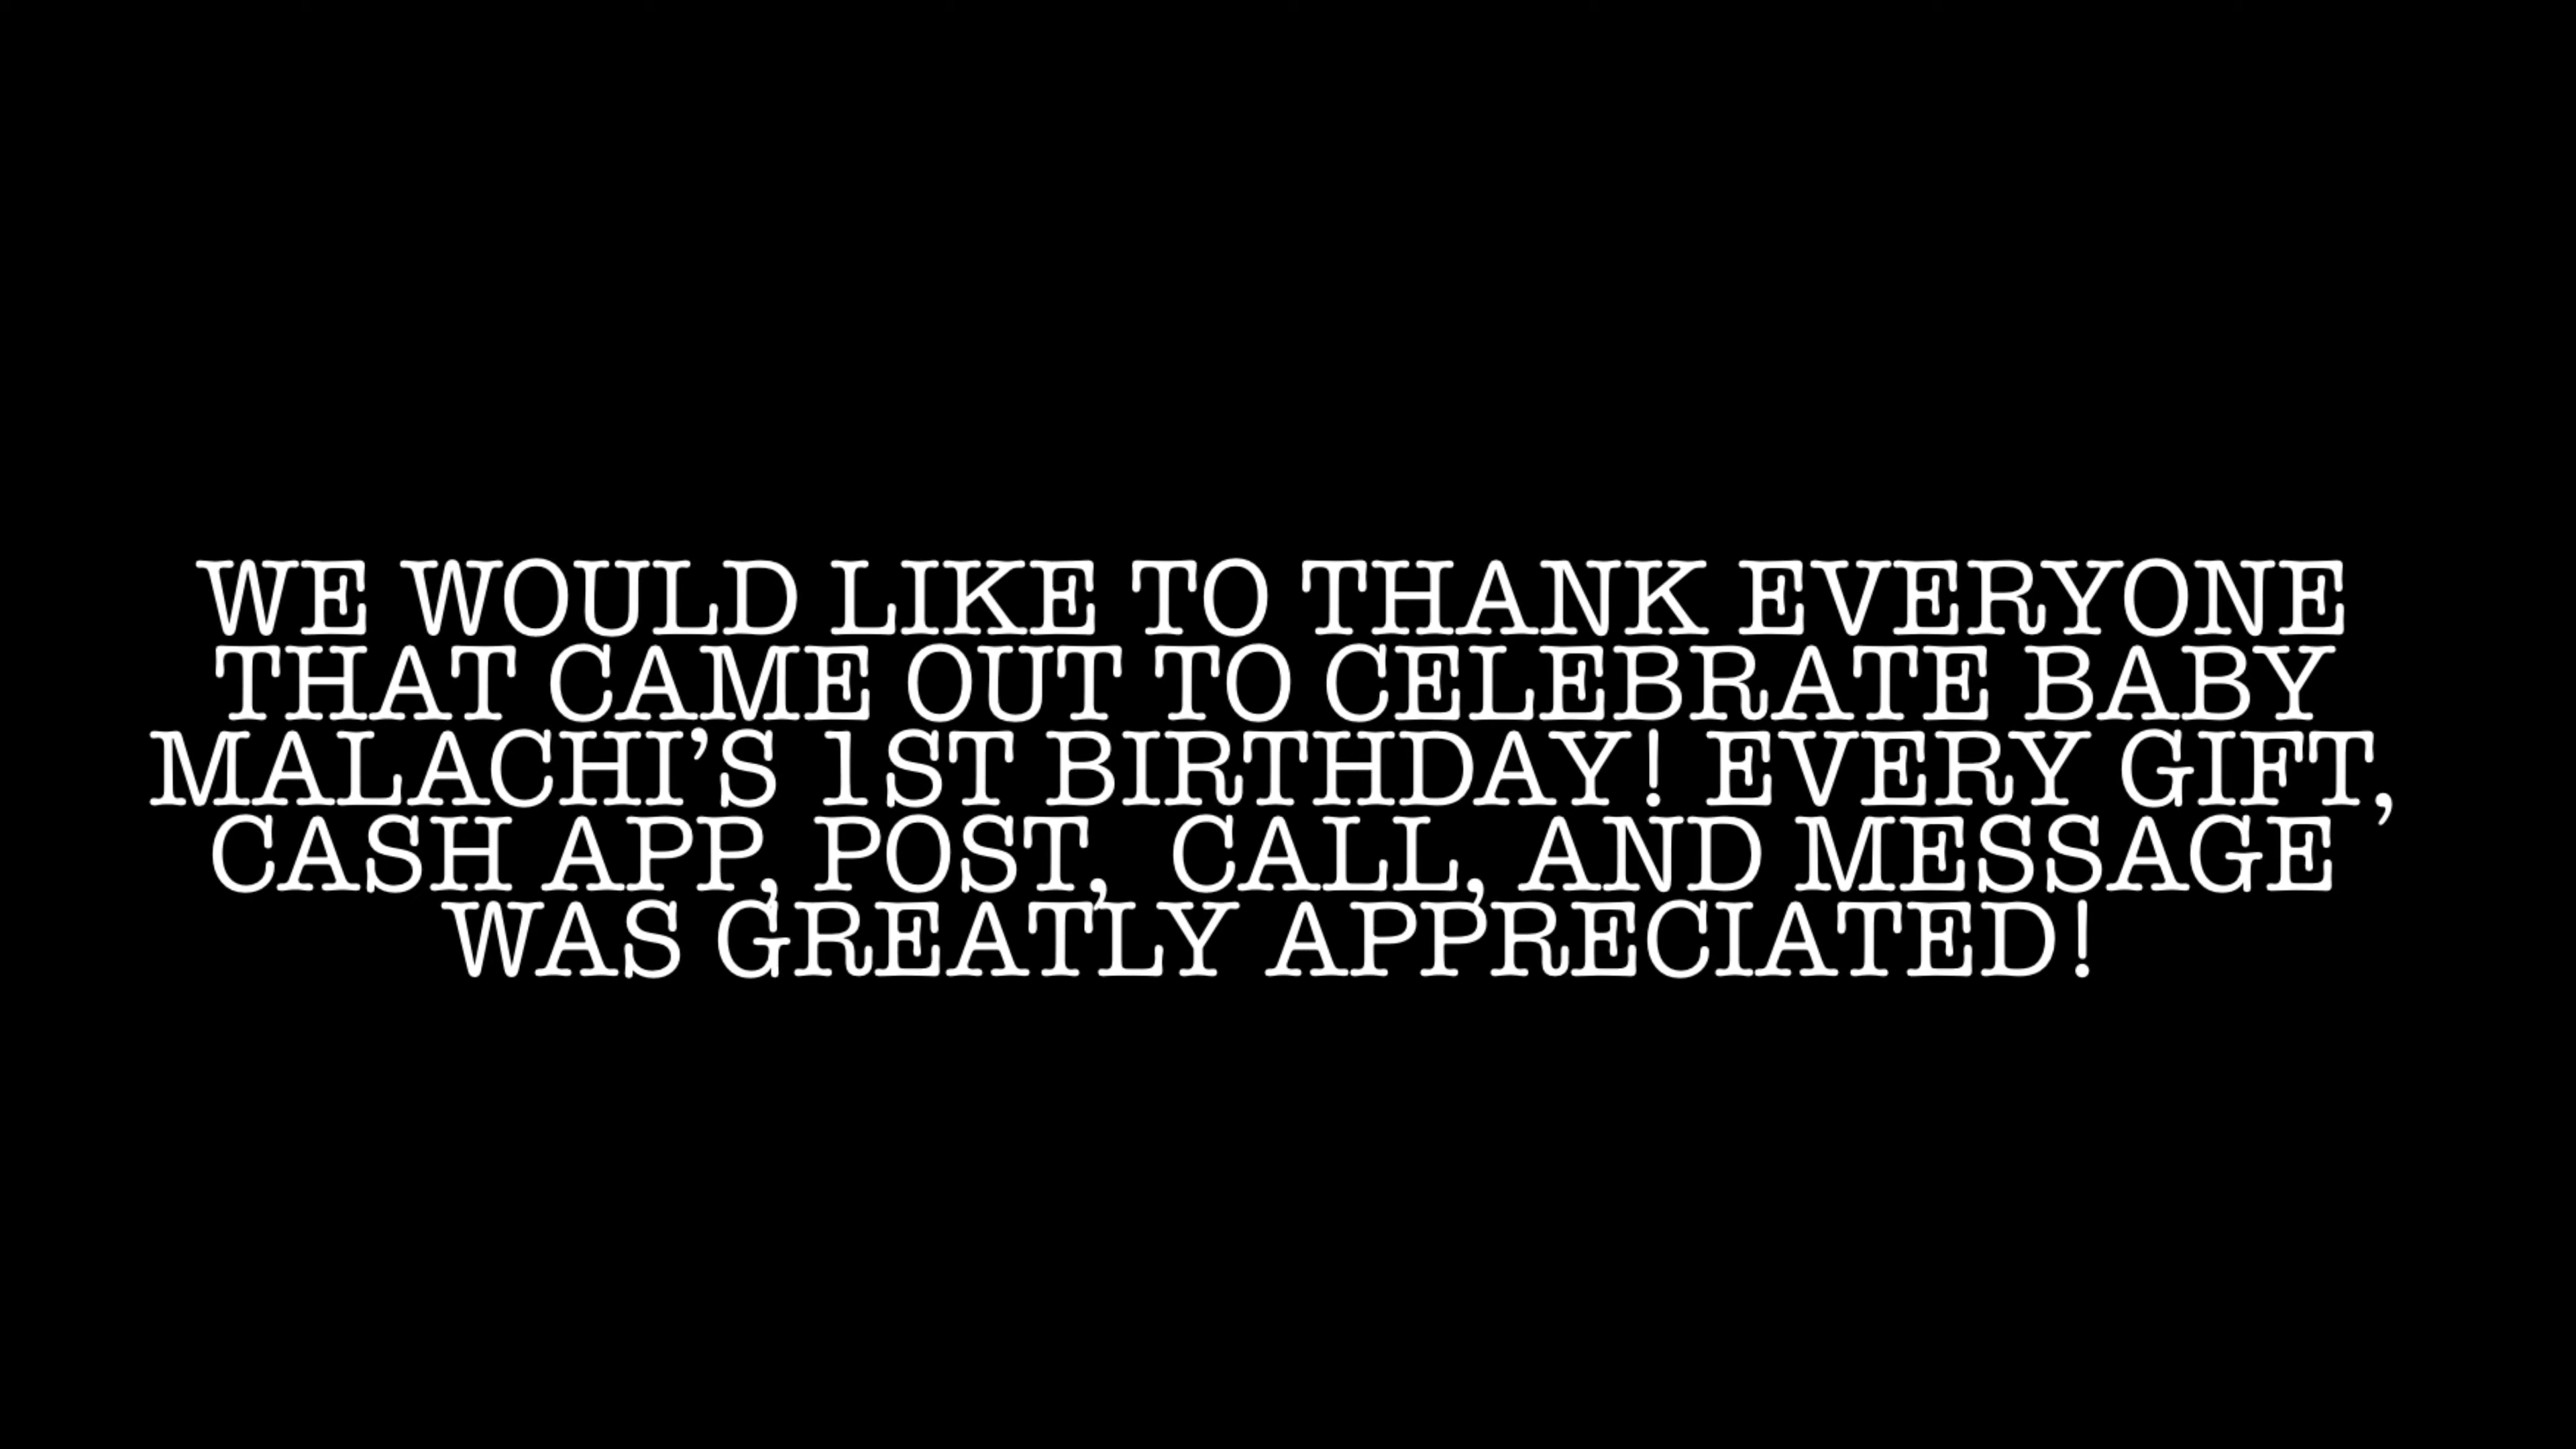 WE WOULD LIKE TO THANK EVERYONE
THAT CAME OUT TO CELEBRATE BABY
MALACHI’S 1ST BIRTHDAY! EVERY GIFT,
CASH APP, POST,  CALL, AND MESSAGE
WAS GREATLY APPRECIATED!